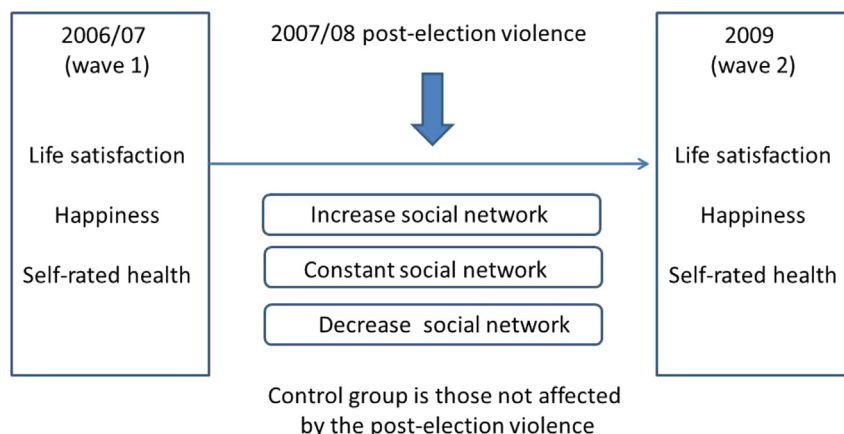 2006/07
(wave 1)
Life satisfaction
Happiness
Self-rated health
2007/08 post-election violence
Increase social network
Constant social network
Decrease social network
Control group is those not affected
by the post-election violence
2009
(wave 2)
Life satisfaction
Happiness
Self-rated health